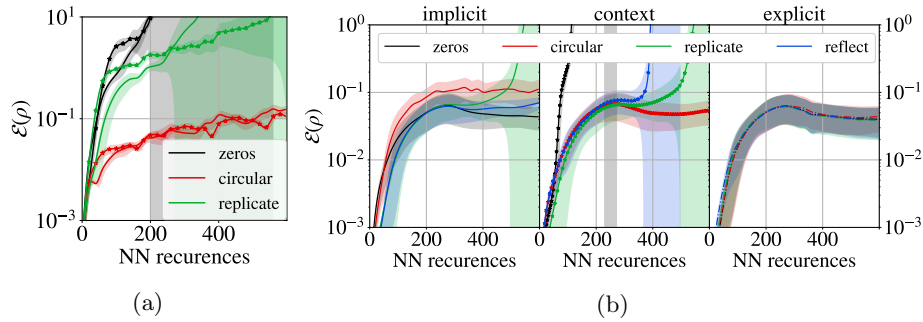 (a)
10¹
10⁻¹
10⁻³
ℰ(ρ)
zeros
circular
replicate
0 200 400
NN recurences
(a)
(b)
implicit context explicit
zeros circular replicate reflect
10⁰
10⁻¹
10⁻²
10⁻³
ℰ(ρ)
10⁰
10⁻¹
10⁻²
10⁻³
ℰ(ρ)
0 200 400 0 200 400 0 200 400
NN recurences NN recurences NN recurences
(b)